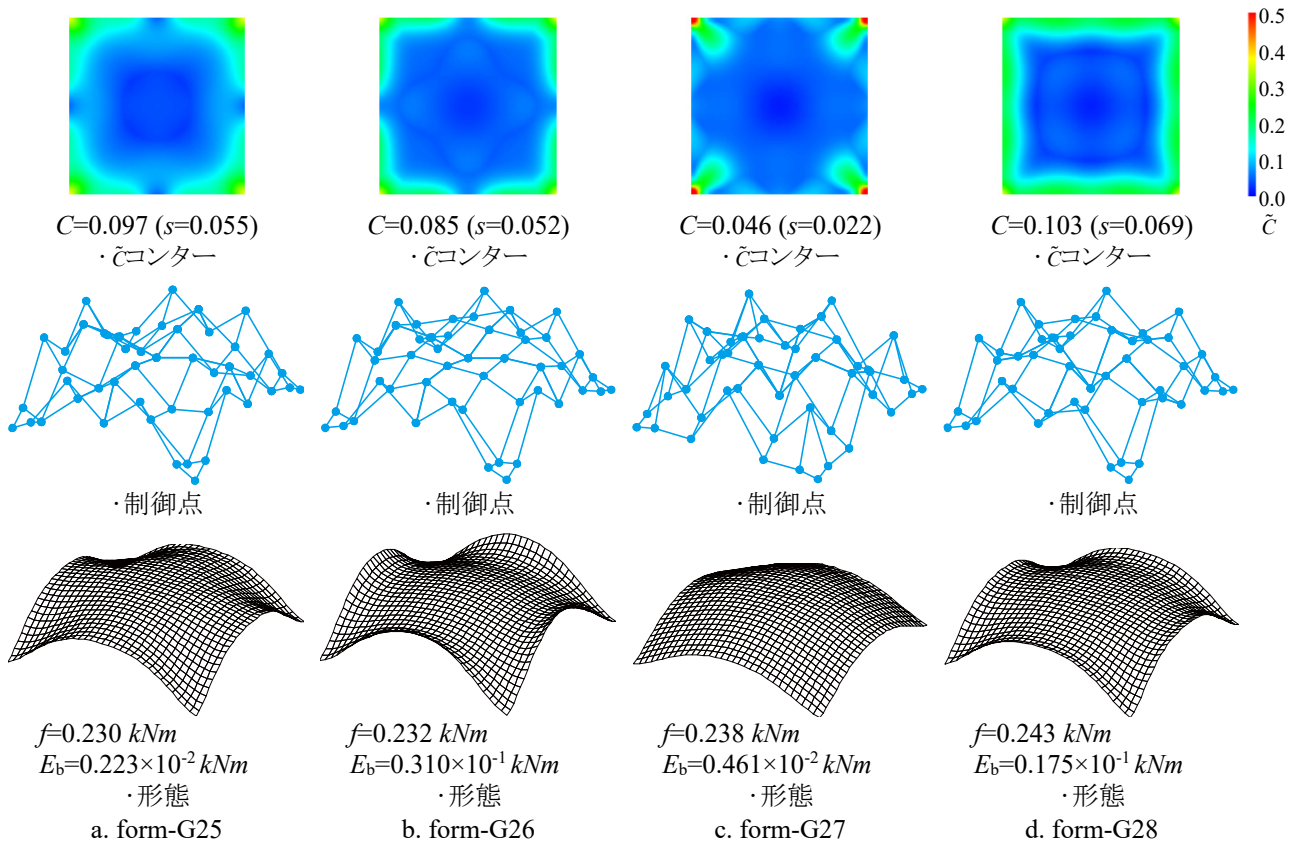 0.5
0.4
0.3
0.2
0.1
0.0
C̃
C=0.097 (s=0.055)
・C̃コンター
C=0.085 (s=0.052)
・C̃コンター
C=0.046 (s=0.022)
・C̃コンター
C=0.103 (s=0.069)
・C̃コンター
・制御点
・制御点
・制御点
・制御点
f=0.230 kNm
E_b=0.223×10^-2 kNm
・形態
a. form-G25
f=0.232 kNm
E_b=0.310×10^-1 kNm
・形態
b. form-G26
f=0.238 kNm
E_b=0.461×10^-2 kNm
・形態
c. form-G27
f=0.243 kNm
E_b=0.175×10^-1 kNm
・形態
d. form-G28